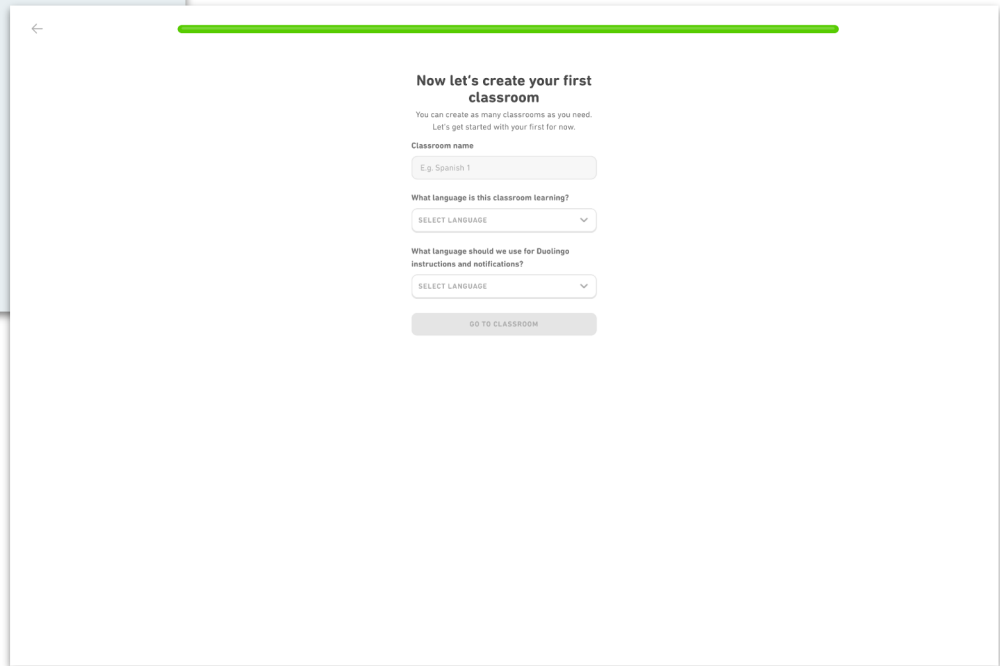 Now let's create your first
classroom
You can create as many classrooms as you need.
Let's get started with your first for now.
Classroom name
E.g. Spanish 1
What language is this classroom learning?
SELECT LANGUAGE
What language should we use for Duolingo
instructions and notifications?
SELECT LANGUAGE
GO TO CLASSROOM